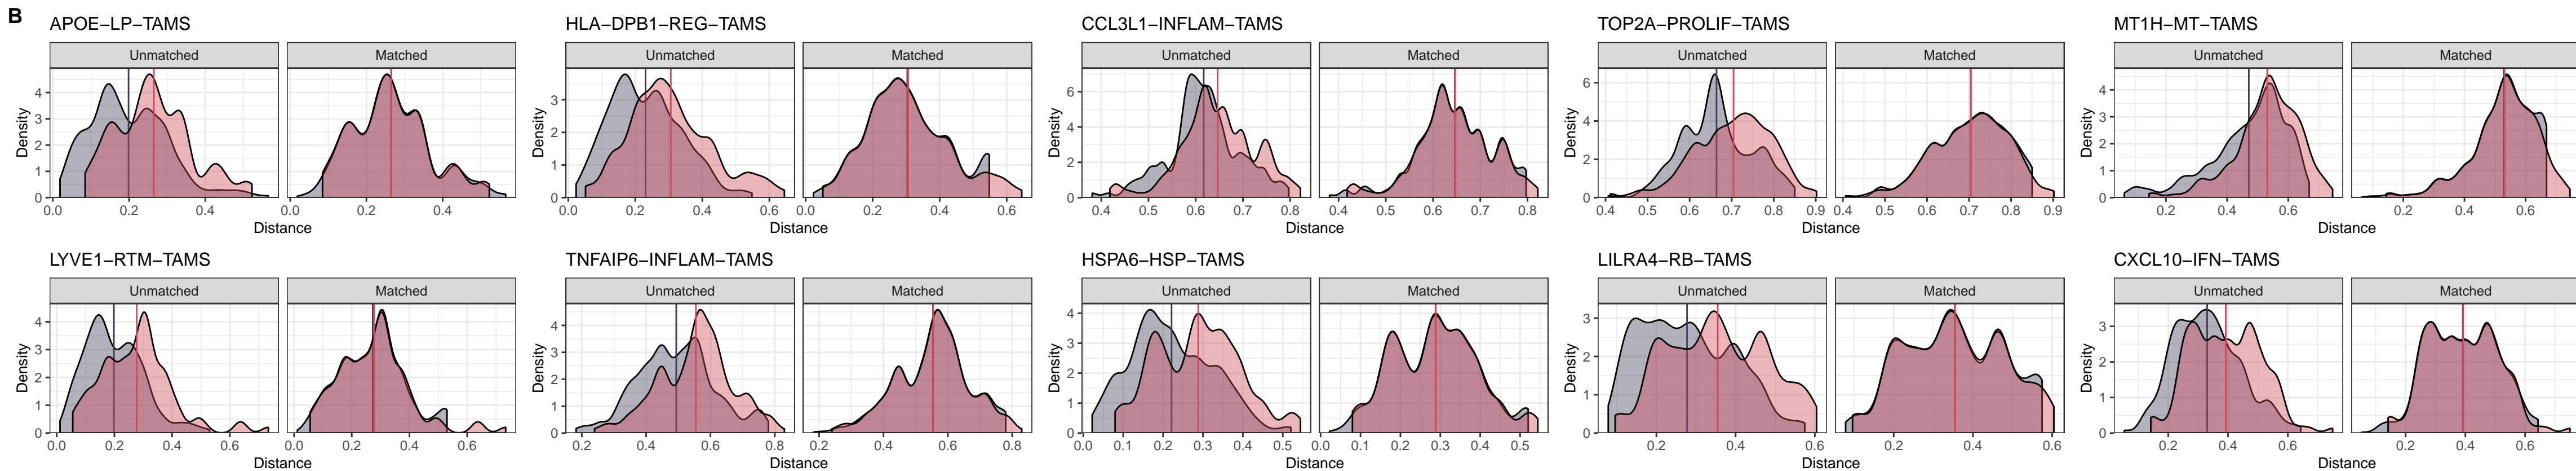 B
APOE−LP−TAMS
HLA−DPB1−REG−TAMS
CCL3L1−INFLAM−TAMS
TOP2A−PROLIF−TAMS
MT1H−MT−TAMS
Unmatched Matched Unmatched Matched Unmatched Matched Unmatched Matched Unmatched Matched
Density
0 1 2 3 4
0.0 0.2 0.4 0.0 0.2 0.4
Distance
Density
0 1 2 3
0.0 0.2 0.4 0.6 0.0 0.2 0.4 0.6
Distance
Density
0 2 4 6
0.4 0.5 0.6 0.7 0.8 0.4 0.5 0.6 0.7 0.8
Distance
Density
0 2 4 6
0.4 0.5 0.6 0.7 0.8 0.9 0.4 0.5 0.6 0.7 0.8 0.9
Distance
Density
0 1 2 3 4
0.2 0.4 0.6 0.2 0.4 0.6
Distance
LYVE1−RTM−TAMS
TNFAIP6−INFLAM−TAMS
HSPA6−HSP−TAMS
LILRA4−RB−TAMS
CXCL10−IFN−TAMS
Unmatched Matched Unmatched Matched Unmatched Matched Unmatched Matched Unmatched Matched
Density
0 1 2 3 4
0.0 0.2 0.4 0.6 0.0 0.2 0.4 0.6
Distance
Density
0 1 2 3 4
0.2 0.4 0.6 0.8 0.2 0.4 0.6 0.8
Distance
Density
0 1 2 3 4
0.0 0.1 0.2 0.3 0.4 0.5 0.0 0.1 0.2 0.3 0.4 0.5
Distance
Density
0 1 2 3
0.2 0.4 0.6 0.2 0.4 0.6
Distance
Density
0 1 2 3
0.2 0.4 0.6 0.2 0.4 0.6
Distance